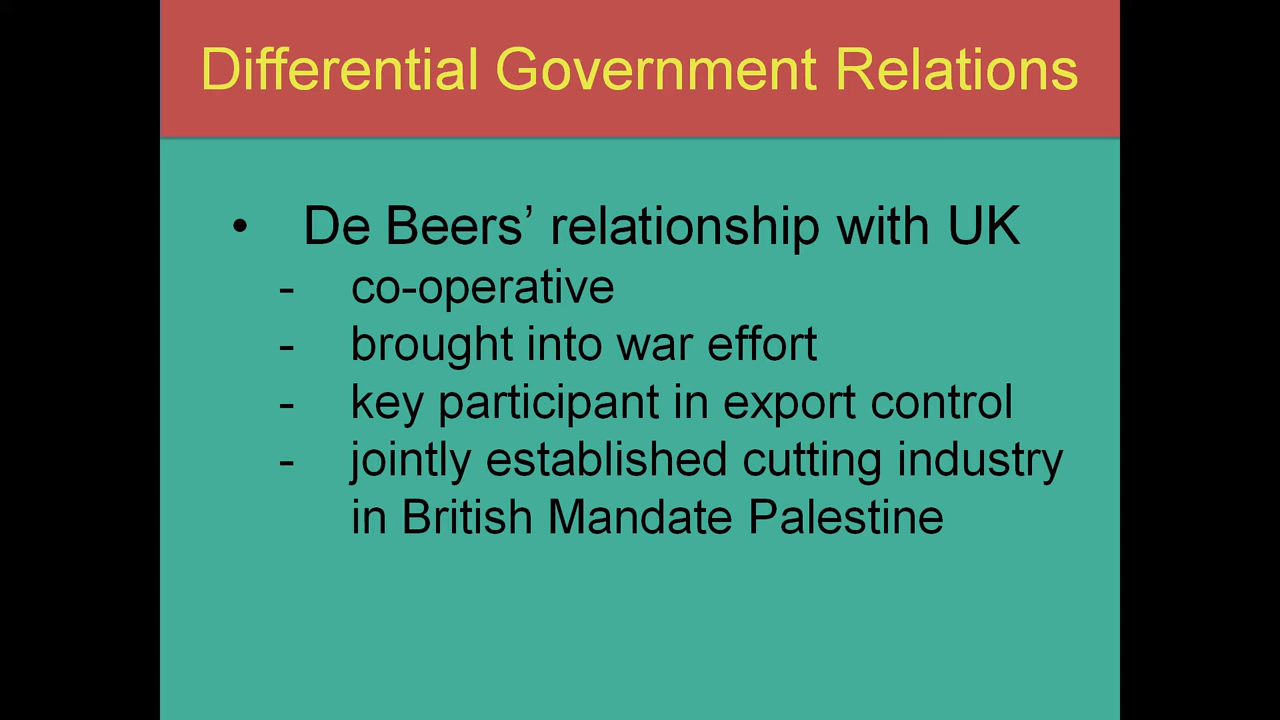 Differential Government Relations
• De Beers’ relationship with UK
- co-operative
- brought into war effort
- key participant in export control
- jointly established cutting industry
in British Mandate Palestine